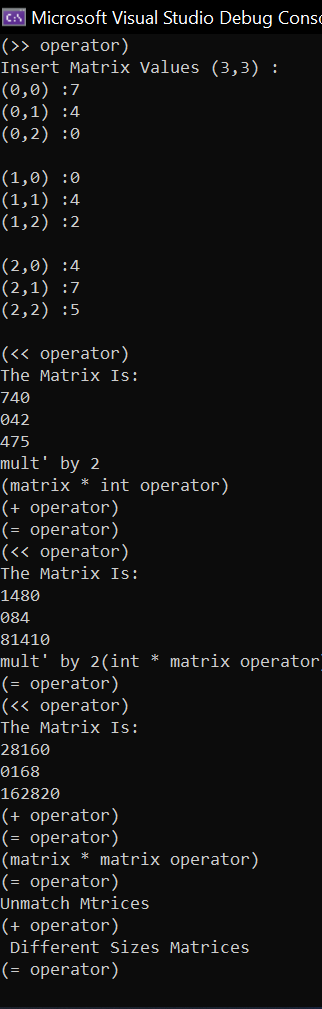 Microsoft Visual Studio Debug Conso
(>> operator)
Insert Matrix Values (3,3) :
(0,0) :7
(0,1) :4
(0,2) :0
(1,0) :0
(1,1) :4
(1,2) :2
(2,0) :4
(2,1) :7
(2,2) :5
(<< operator)
The Matrix Is:
740
042
475
mult' by 2
(matrix * int operator)
(+ operator)
(= operator)
(<< operator)
The Matrix Is:
1480
084
81410
mult' by 2(int * matrix operator)
(= operator)
(<< operator)
The Matrix Is:
28160
0168
162820
(+ operator)
(= operator)
(matrix * matrix operator)
(= operator)
Unmatch Mtrices
(+ operator)
 Different Sizes Matrices
(= operator)